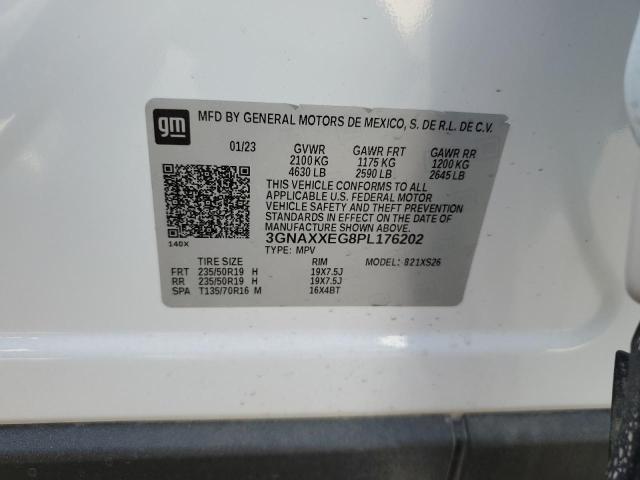 gm
MFD BY GENERAL MOTORS DE MEXICO, S. DE R.L. DE C.V.
01/23 GVWR GAWR FRT GAWR RR
2100 KG 1175 KG 1200 KG
4630 LB 2590 LB 2645 LB
THIS VEHICLE CONFORMS TO ALL
APPLICABLE U.S. FEDERAL MOTOR
VEHICLE SAFETY AND THEFT PREVENTION
STANDARDS IN EFFECT ON THE DATE OF
MANUFACTURE SHOWN ABOVE.
3GNAXXEG8PL176202
140X
TYPE: MPV
TIRE SIZE RIM MODEL: 821XS26
FRT 235/50R19 H 19X7.5J
RR 235/50R19 H 19X7.5J
SPA T135/70R16 M 16X4BT